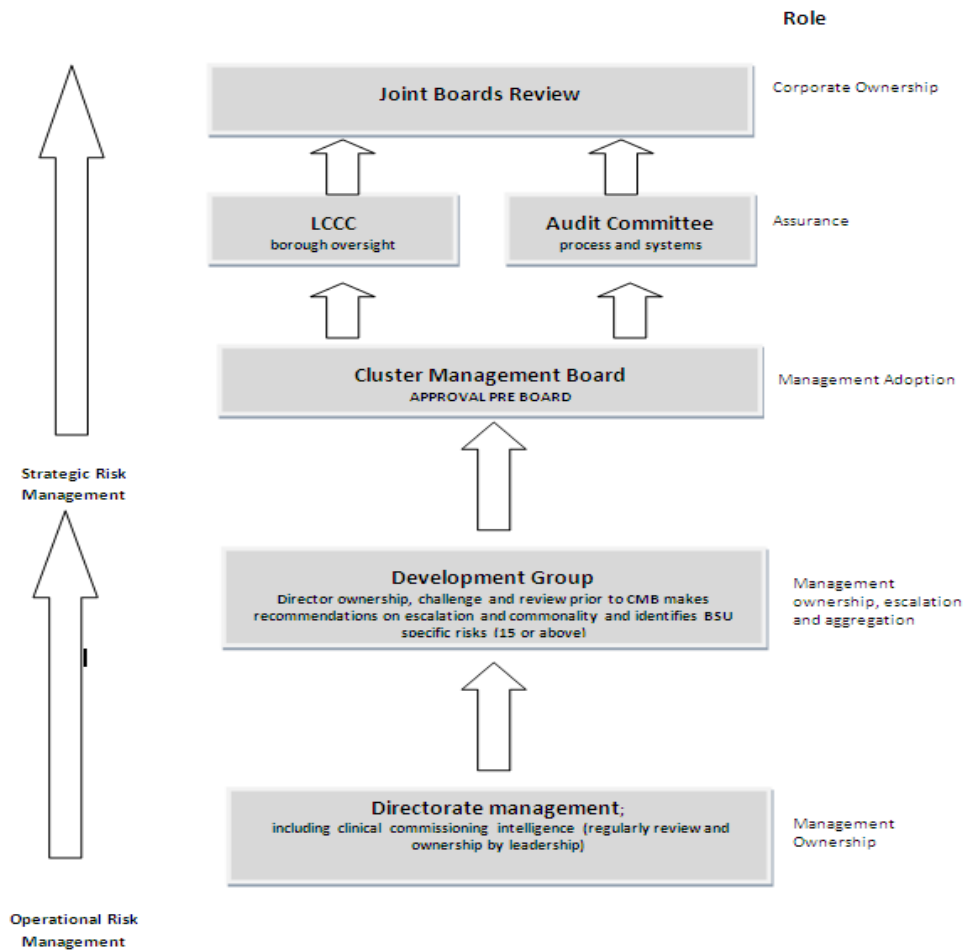 Role
Joint Boards Review
Corporate Ownership
LCCC
borough oversight
Audit Committee
process and systems
Assurance
Cluster Management Board
APPROVAL PRE BOARD
Management Adoption
Strategic Risk
Management
Development Group
Director ownership, challenge and review prior to CMB makes
recommendations on escalation and commonality and identifies BSU
specific risks (15 or above)
Management
ownership, escalation
and aggregation
Directorate management;
including clinical commissioning intelligence (regularly review and
ownership by leadership)
Management
Ownership
Operational Risk
Management